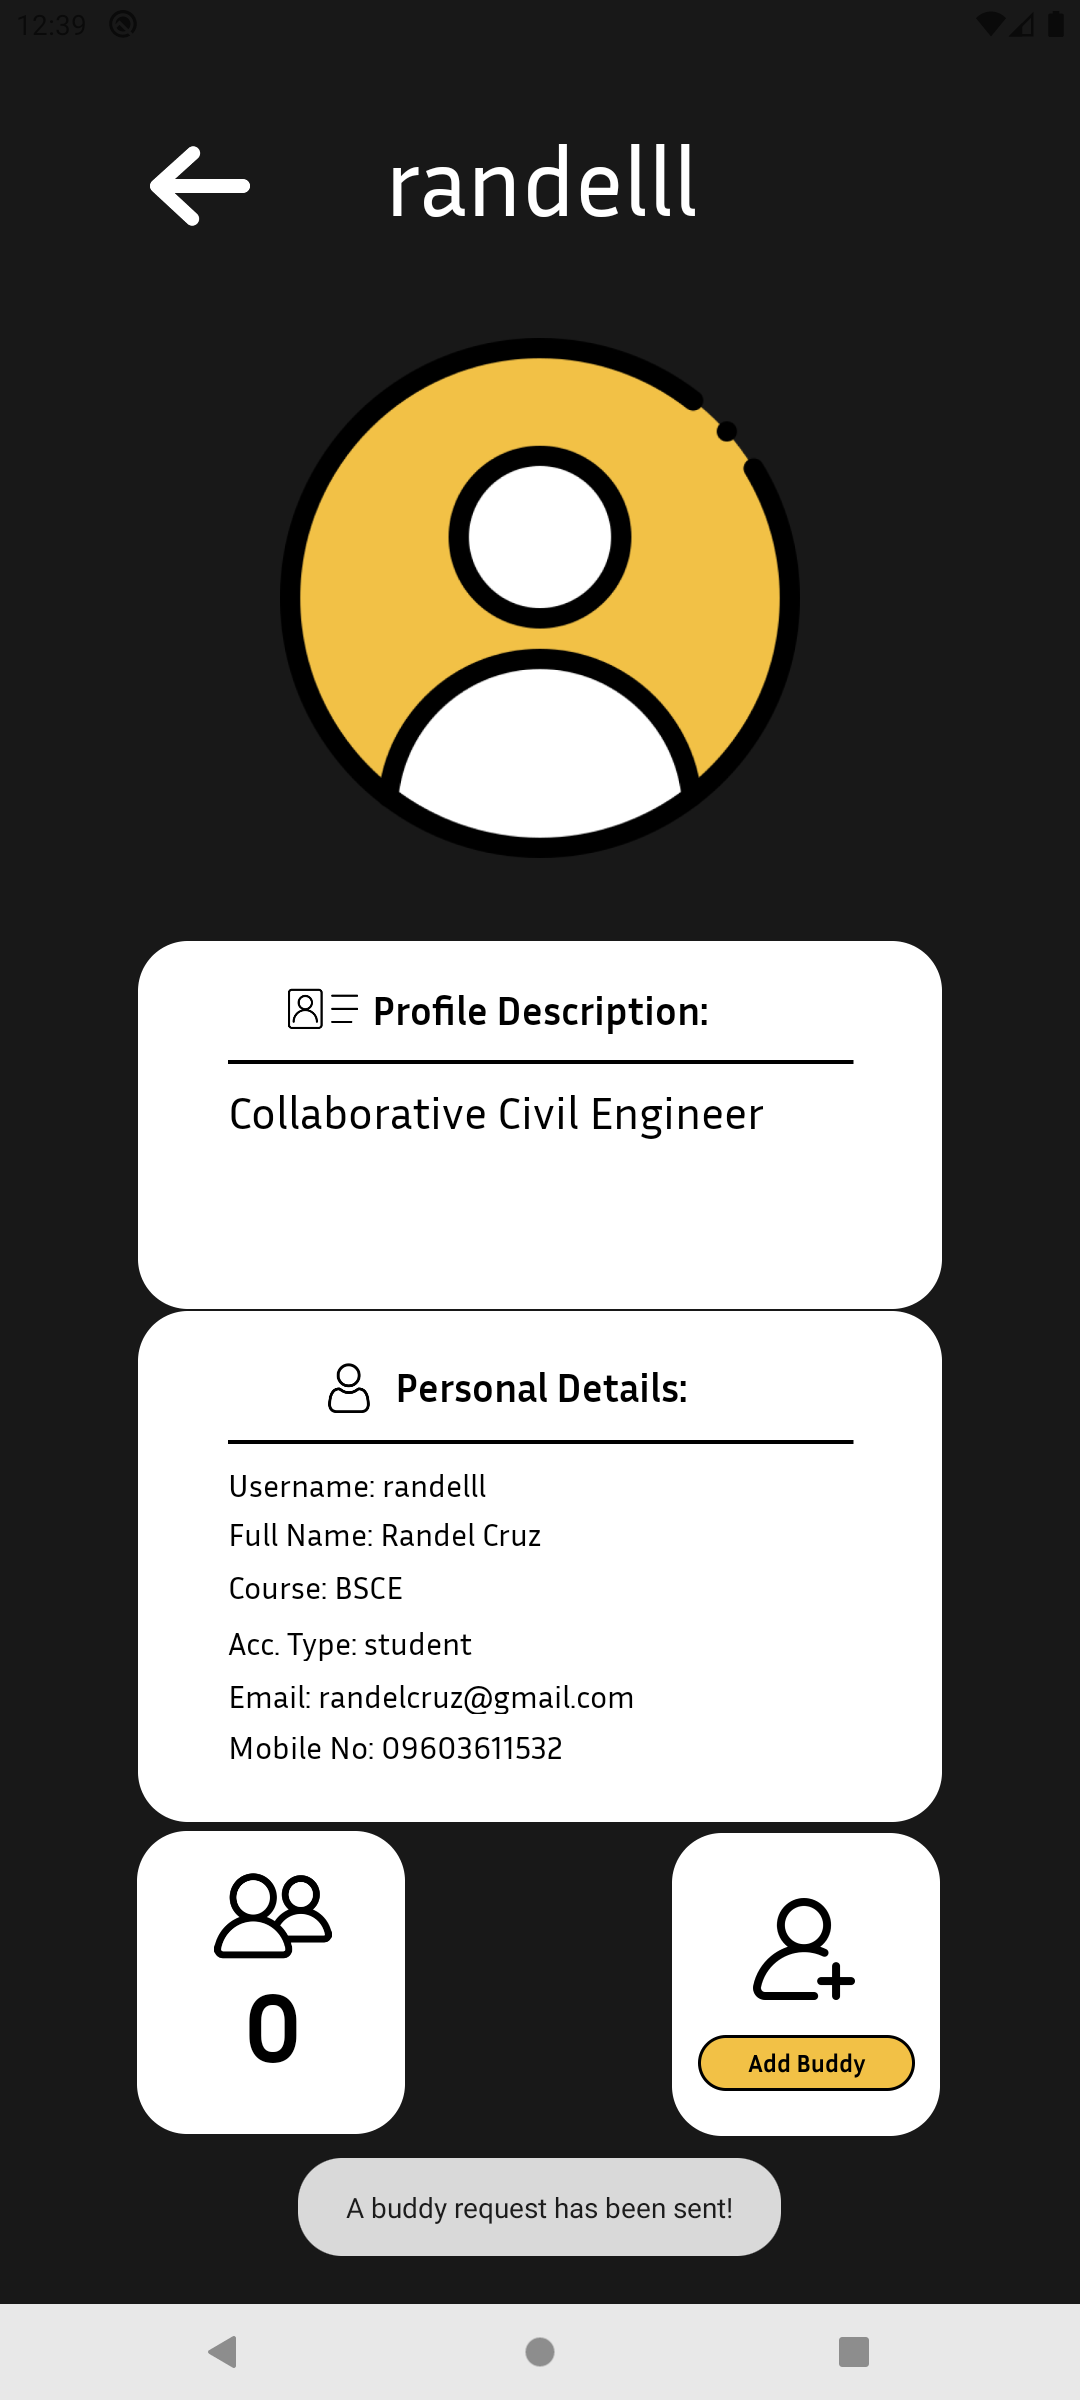 12:39
randelll
Profile Description:
Collaborative Civil Engineer
Personal Details:
Username: randelll
Full Name: Randel Cruz
Course: BSCE
Acc. Type: student
Email: randelcruz@gmail.com
Mobile No: 09603611532
0
Add Buddy
A buddy request has been sent!